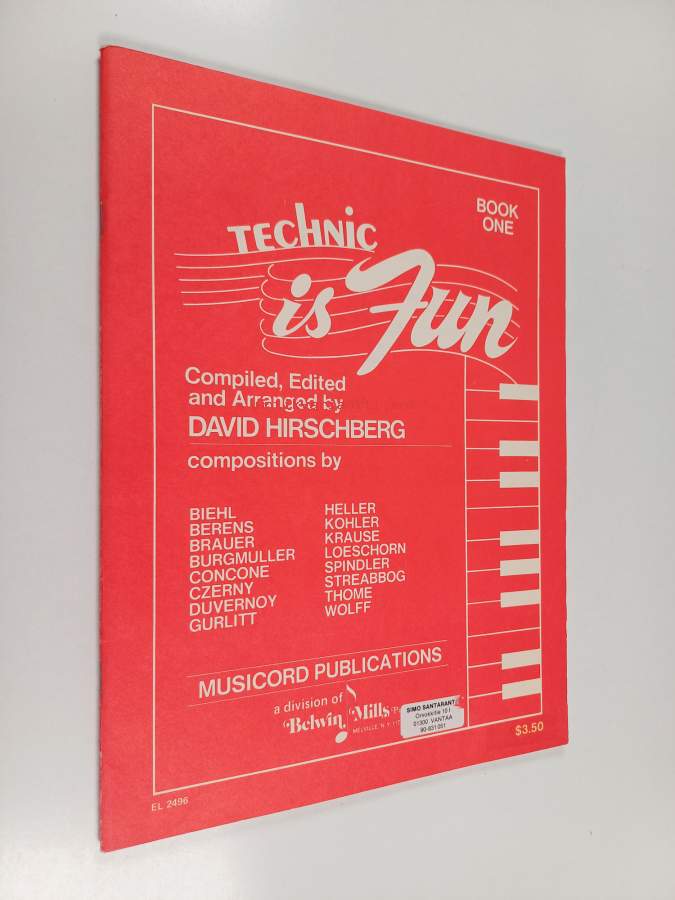 BOOK
ONE
TECHNIC
is Fun
Compiled, Edited
and Arranged by
DAVID HIRSCHBERG
compositions by
BIEHL
BERENS
BRAUER
BURGMULLER
CONCONE
CZERNY
DUVERNOY
GURLITT
HELLER
KOHLER
KRAUSE
LOESCHORN
SPINDLER
STREABBOG
THOME
WOLFF
MUSICORD PUBLICATIONS
a division of
Belwin Mills
MELVILLE, N.Y.
SIMO SANTARANTA
01300 VANTAA
$3.50
EL 2496